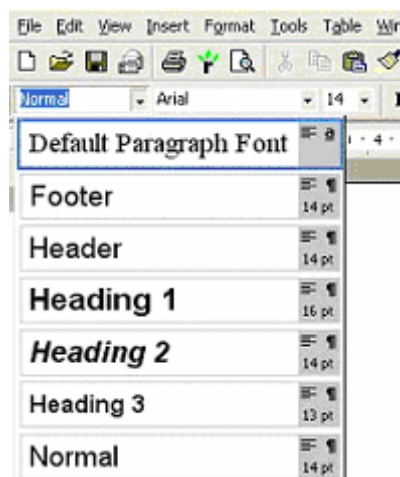 File Edit View Insert Format Tools Table
Normal Arial 14
Default Paragraph Font a
4
Footer ¶
14 pt
Header ¶
14 pt
Heading 1 ¶
16 pt
Heading 2 ¶
14 pt
Heading 3 ¶
13 pt
Normal ¶
14 pt